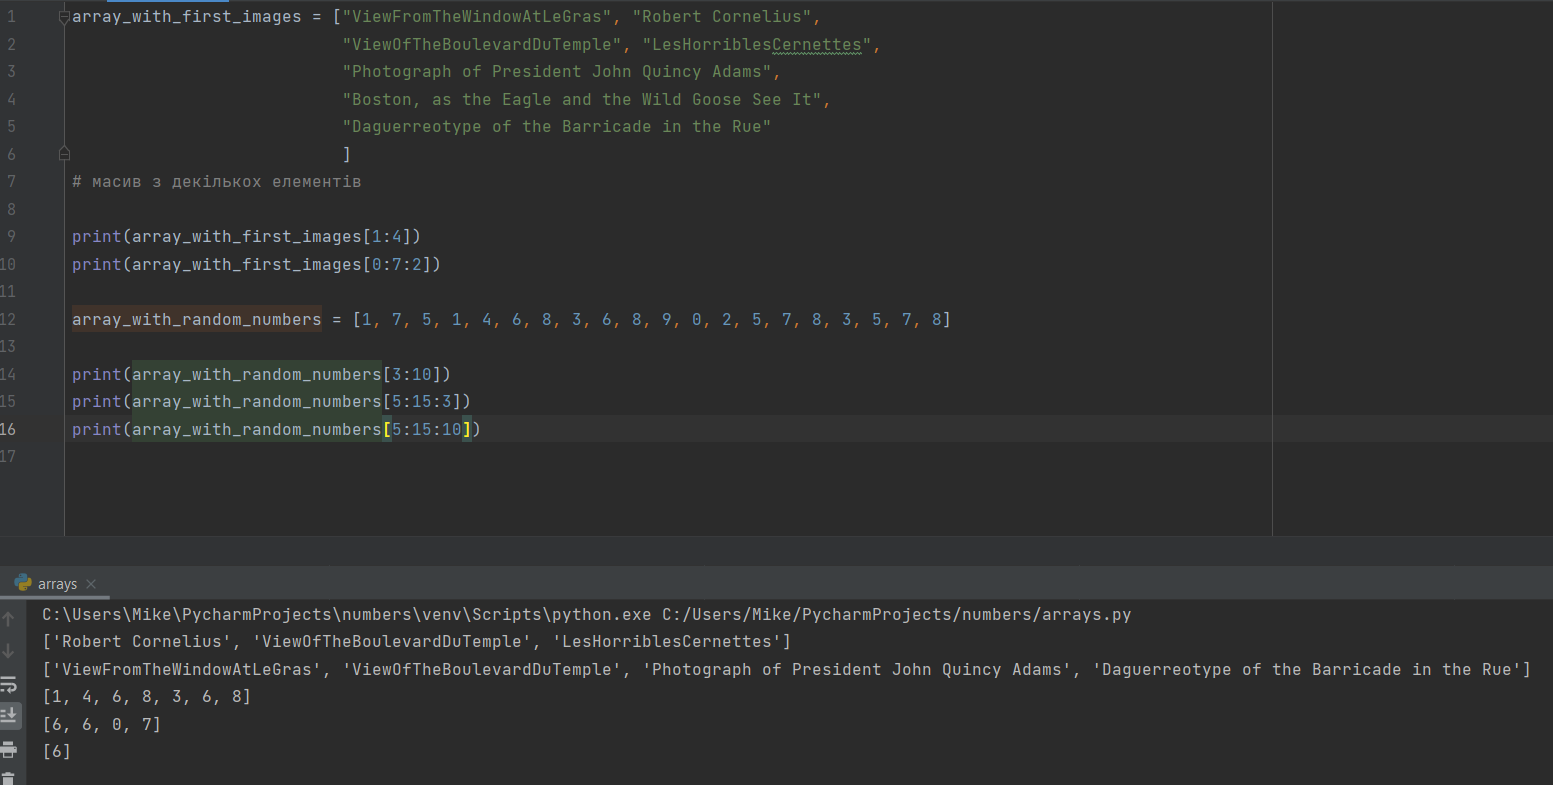 1 array_with_first_images = ["ViewFromTheWindowAtLeGras", "Robert Cornelius",
2 "ViewOfTheBoulevardDuTemple", "LesHorriblesCernettes",
3 "Photograph of President John Quincy Adams",
4 "Boston, as the Eagle and the Wild Goose See It",
5 "Daguerreotype of the Barricade in the Rue"
6 ]
7 # масив з декількох елементів
8
9 print(array_with_first_images[1:4])
10 print(array_with_first_images[0:7:2])
11
12 array_with_random_numbers = [1, 7, 5, 1, 4, 6, 8, 3, 6, 8, 9, 0, 2, 5, 7, 8, 3, 5, 7, 8]
13
14 print(array_with_random_numbers[3:10])
15 print(array_with_random_numbers[5:15:3])
16 print(array_with_random_numbers[5:15:10])
17
arrays
C:\Users\Mike\PycharmProjects\numbers\venv\Scripts\python.exe C:/Users/Mike/PycharmProjects/numbers/arrays.py
['Robert Cornelius', 'ViewOfTheBoulevardDuTemple', 'LesHorriblesCernettes']
['ViewFromTheWindowAtLeGras', 'ViewOfTheBoulevardDuTemple', 'Photograph of President John Quincy Adams', 'Daguerreotype of the Barricade in the Rue']
[1, 4, 6, 8, 3, 6, 8]
[6, 6, 0, 7]
[6]